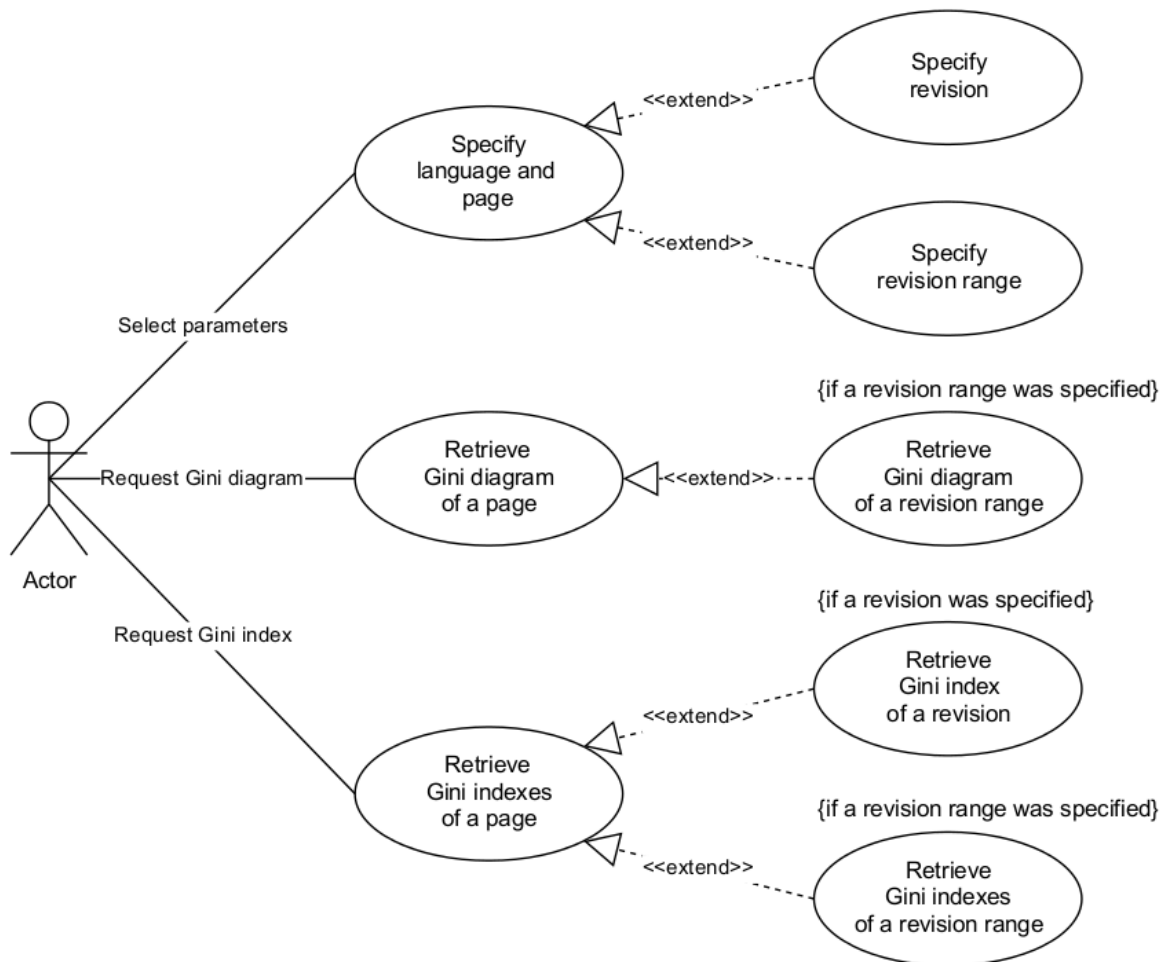 Specify
revision
<<extend>>
Specify
language and
page
<<extend>>
Specify
revision range
Select parameters
{if a revision range was specified}
Retrieve
Gini diagram
of a revision range
<<extend>>
Retrieve
Gini diagram
of a page
Request Gini diagram
Actor
{if a revision was specified}
Request Gini index
Retrieve
Gini index
of a revision
<<extend>>
Retrieve
Gini indexes
of a page
{if a revision range was specified}
<<extend>>
Retrieve
Gini indexes
of a revision range